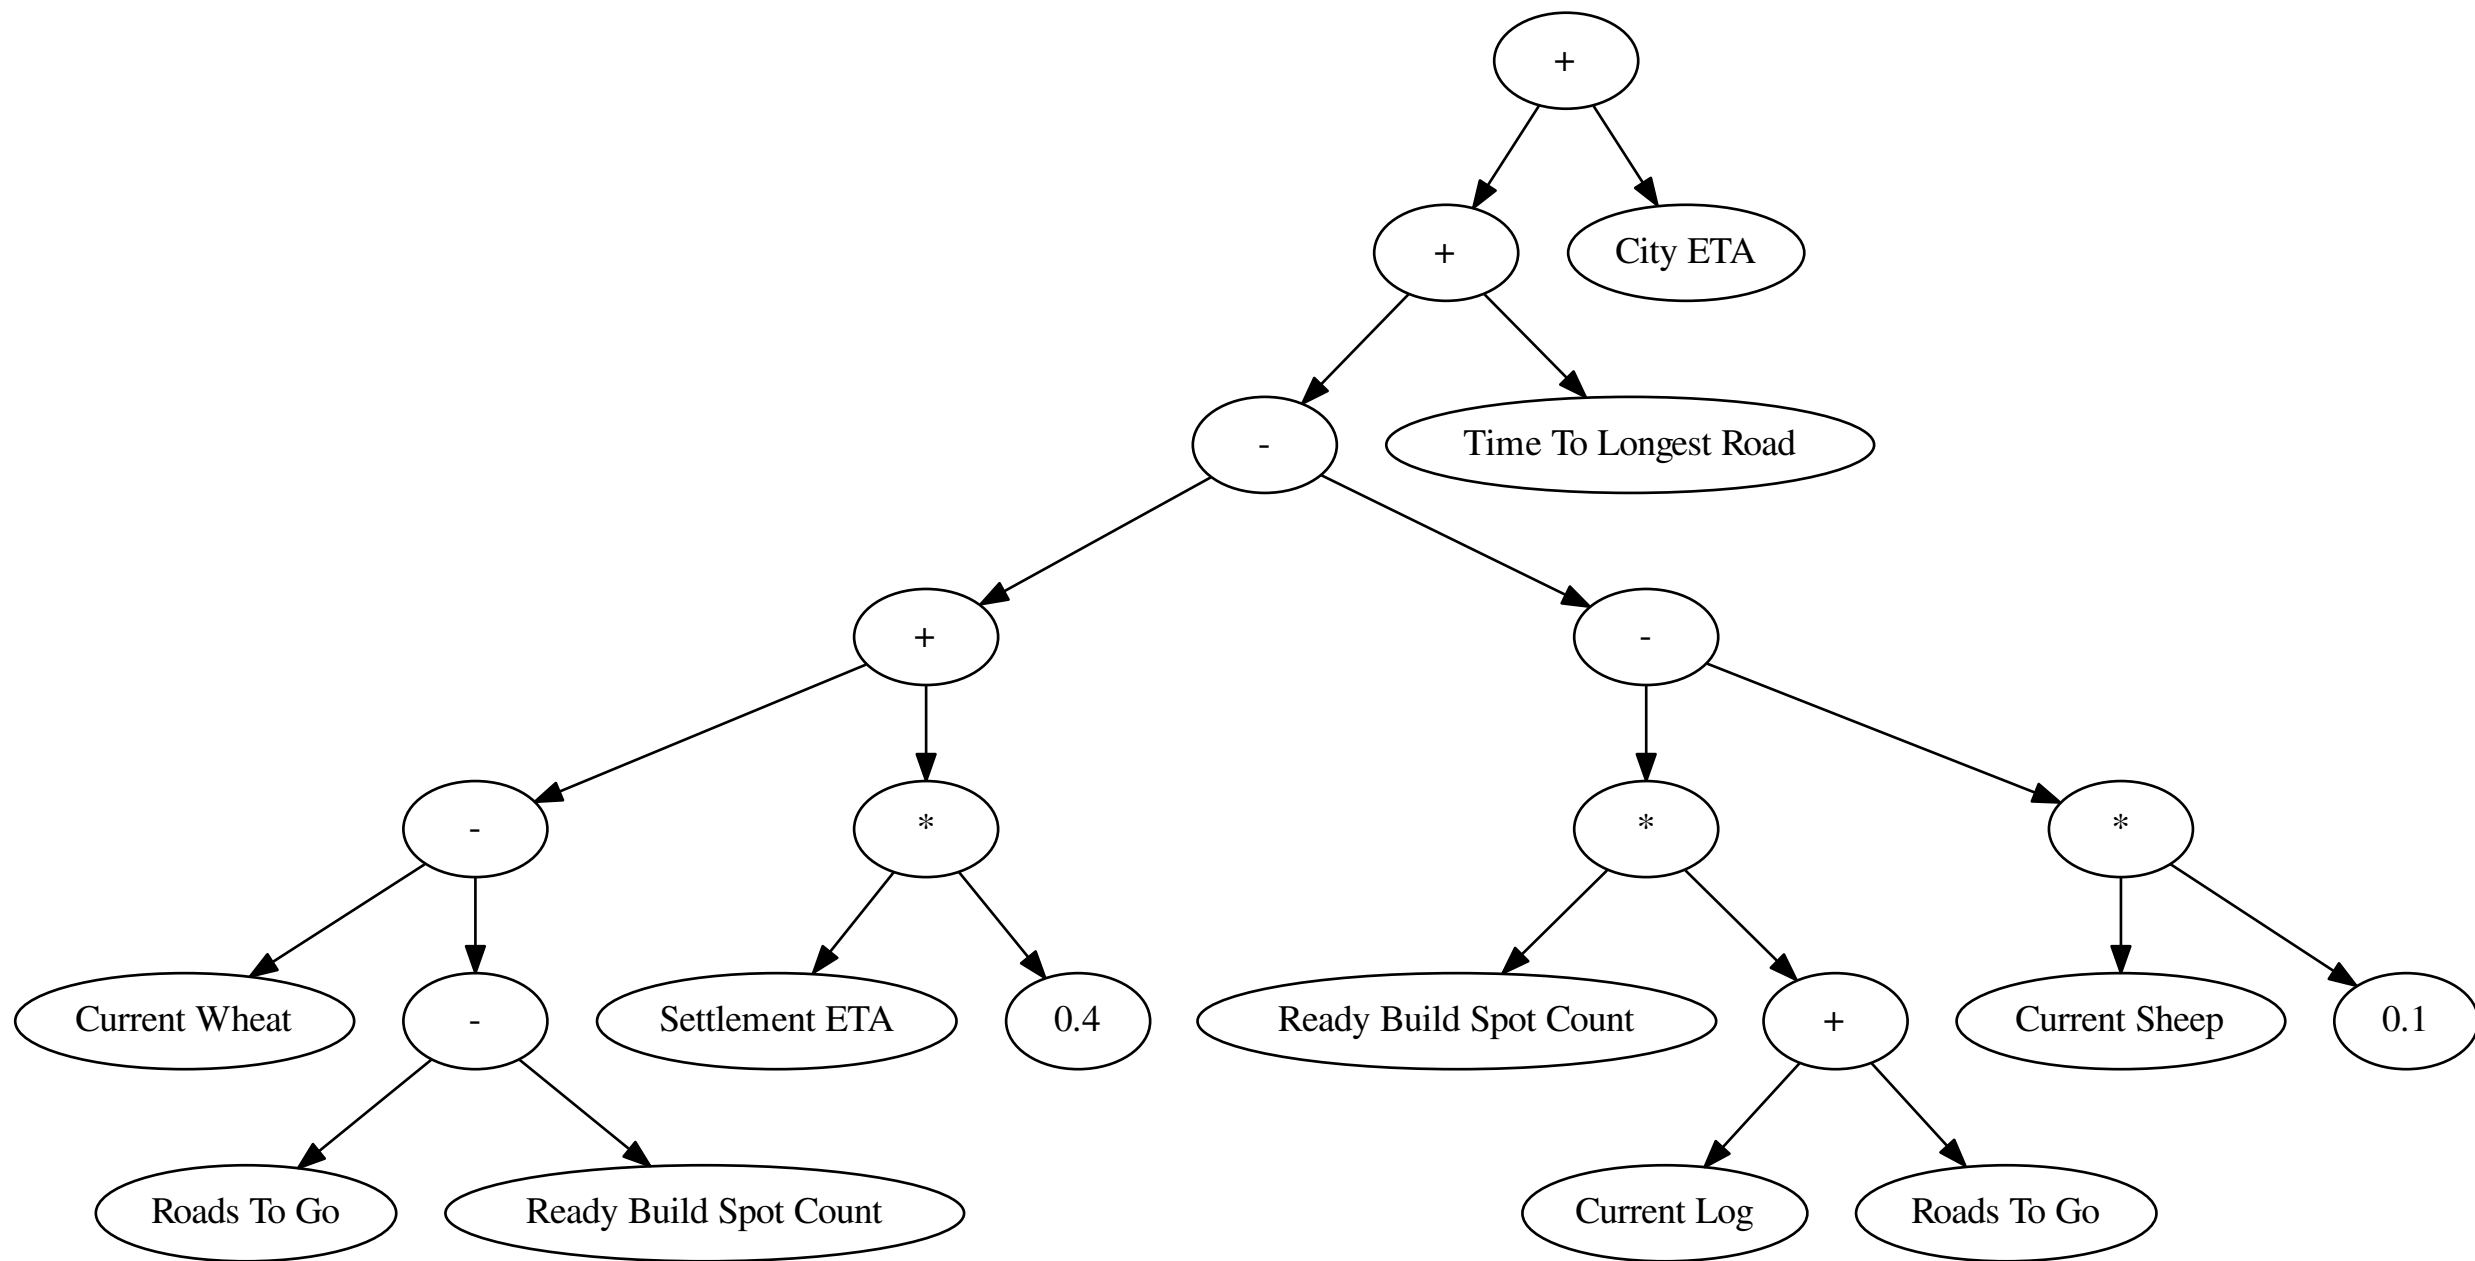 +
+
City ETA
-
Time To Longest Road
+
-
-
*
*
*
Current Wheat
-
Settlement ETA
0.4
Ready Build Spot Count
+
Current Sheep
0.1
Roads To Go
Ready Build Spot Count
Current Log
Roads To Go